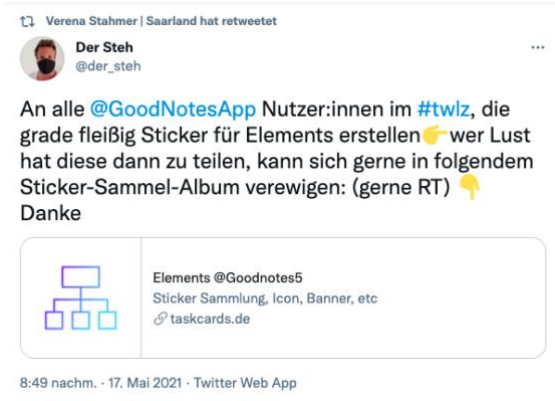 Verena Stahmer | Saarland hat retweetet
Der Steh
@der_steh
An alle @GoodNotesApp Nutzer:innen im #twlz, die
grade fleißig Sticker für Elements erstellen👉wer Lust
hat diese dann zu teilen, kann sich gerne in folgendem
Sticker-Sammel-Album verewigen: (gerne RT) 👇
Danke
Elements @Goodnotes5
Sticker Sammlung, Icon, Banner, etc
taskcards.de
8:49 nachm. · 17. Mai 2021 · Twitter Web App